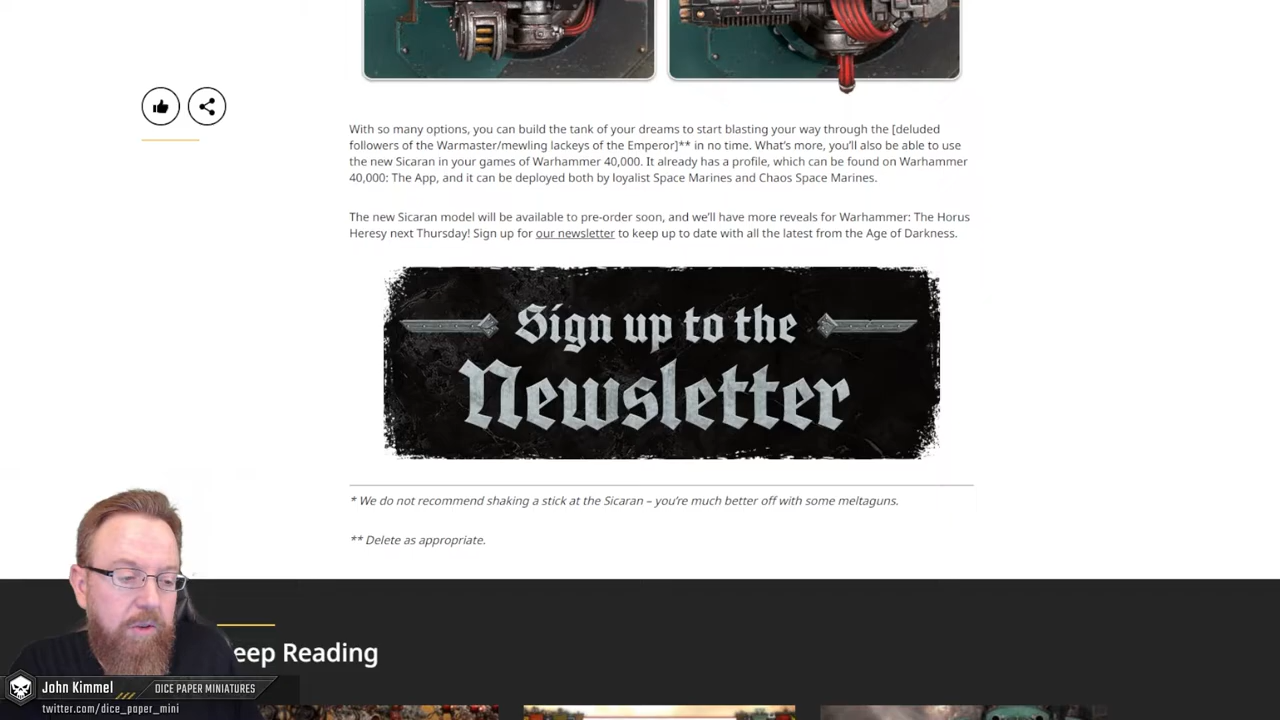 With so many options, you can build the tank of your dreams to start blasting your way through the [deluded
followers of the Warmaster/mewling lackeys of the Emperor]** in no time. What's more, you'll also be able to use
the new Sicaran in your games of Warhammer 40,000. It already has a profile, which can be found on Warhammer
40,000: The App, and it can be deployed both by loyalist Space Marines and Chaos Space Marines.
The new Sicaran model will be available to pre-order soon, and we'll have more reveals for Warhammer: The Horus
Heresy next Thursday! Sign up for our newsletter to keep up to date with all the latest from the Age of Darkness.
Sign up to the
Newsletter
* We do not recommend shaking a stick at the Sicaran – you're much better off with some meltaguns.
** Delete as appropriate.
eep Reading
John Kimmel
DICE PAPER MINIATURES
twitter.com/dice_paper_mini